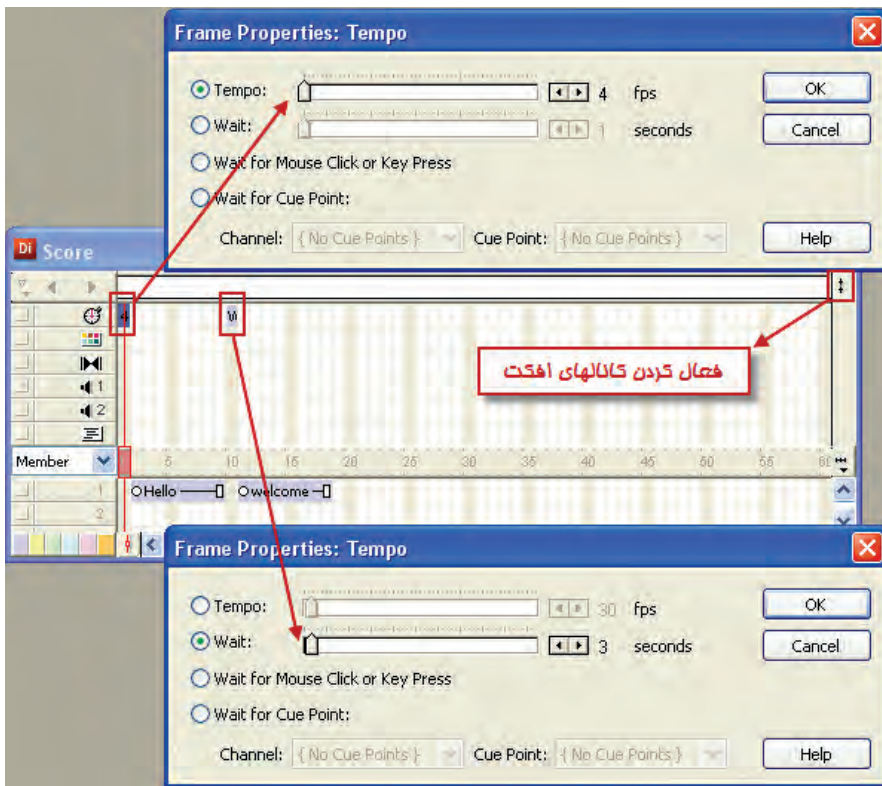 Frame Properties: Tempo
Tempo: 4 fps OK
Wait: 1 seconds Cancel
Wait for Mouse Click or Key Press
Wait for Cue Point:
Channel: { No Cue Points } Cue Point: { No Cue Points } Help
Di Score
4 W
فعال کردن کانالهای افکت
1
2
Member 5 10 15 20 25 30 35 40 45 50 55
1 Hello welcome
2
Frame Properties: Tempo
Tempo: 30 fps OK
Wait: 3 seconds Cancel
Wait for Mouse Click or Key Press
Wait for Cue Point:
Channel: { No Cue Points } Cue Point: { No Cue Points } Help